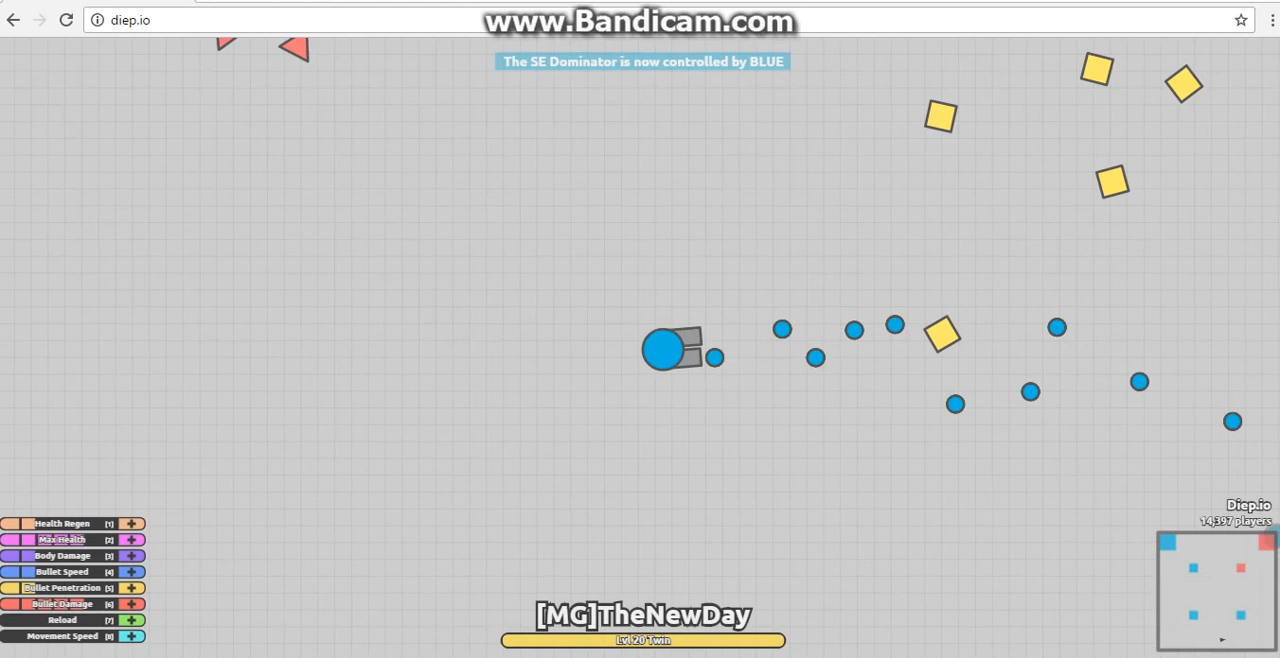 diep.io
www.Bandicam.com
The SE Dominator is now controlled by BLUE
Health Regen [1]
Max Health [2]
Body Damage [3]
Bullet Speed [4]
Bullet Penetration [5]
Bullet Damage [6]
Reload [7]
Movement Speed [8]
Diep.io
14,397 players
[MG]TheNewDay
Lvl 20 Twin